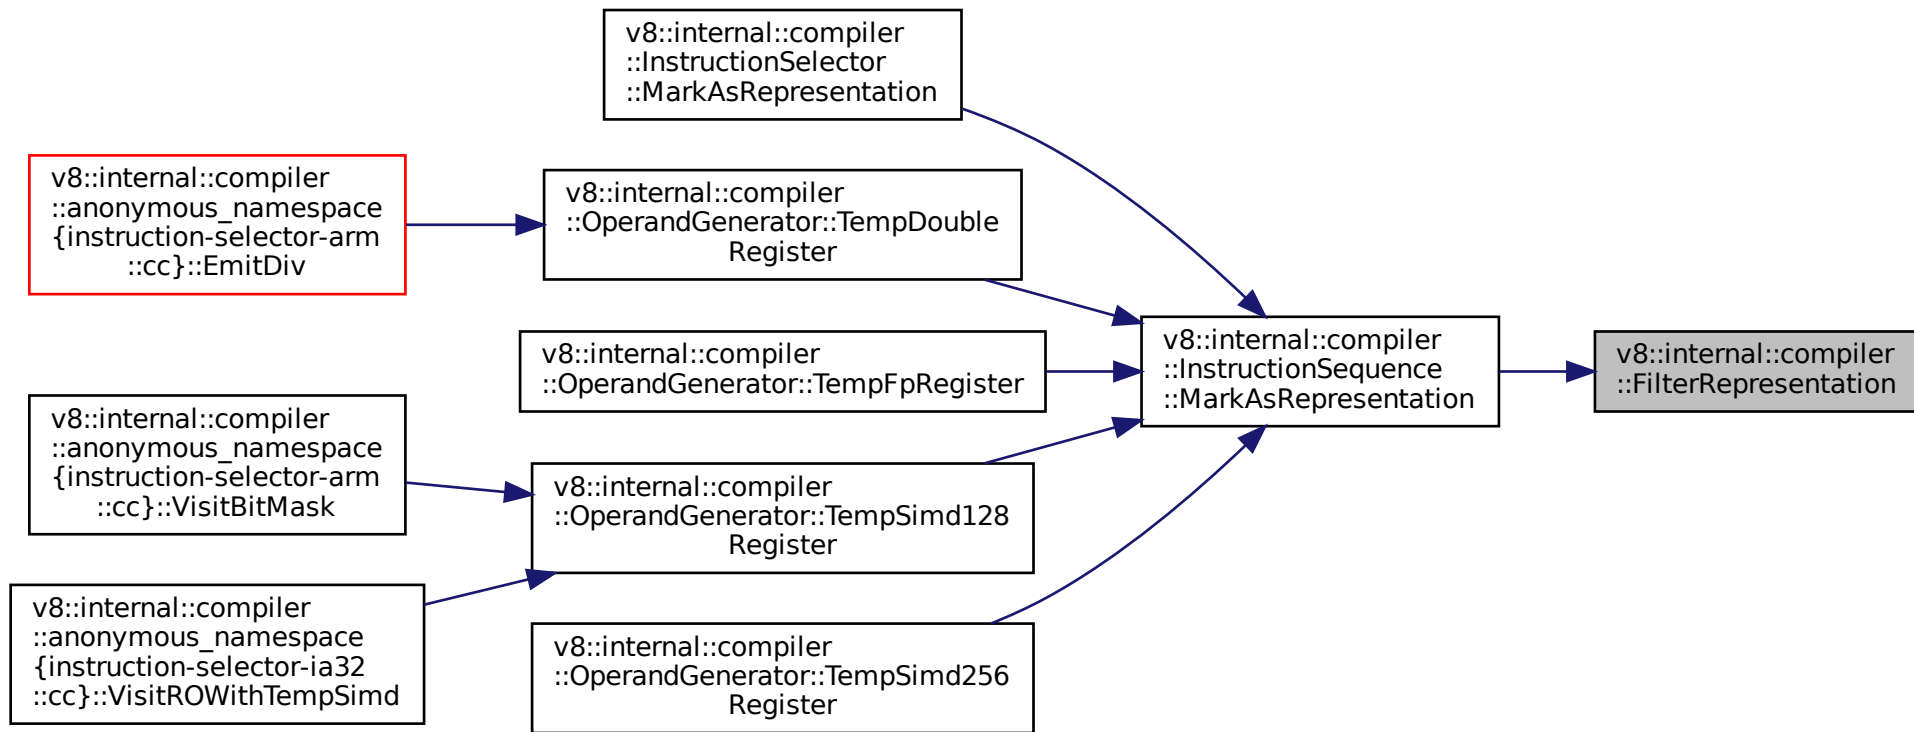 v8::internal::compiler
::InstructionSelector
::MarkAsRepresentation
v8::internal::compiler
::anonymous_namespace
{instruction-selector-arm
::cc}::EmitDiv
v8::internal::compiler
::OperandGenerator::TempDouble
Register
v8::internal::compiler
::OperandGenerator::TempFpRegister
v8::internal::compiler
::InstructionSequence
::MarkAsRepresentation
v8::internal::compiler
::FilterRepresentation
v8::internal::compiler
::anonymous_namespace
{instruction-selector-arm
::cc}::VisitBitMask
v8::internal::compiler
::OperandGenerator::TempSimd128
Register
v8::internal::compiler
::anonymous_namespace
{instruction-selector-ia32
::cc}::VisitROWithTempSimd
v8::internal::compiler
::OperandGenerator::TempSimd256
Register